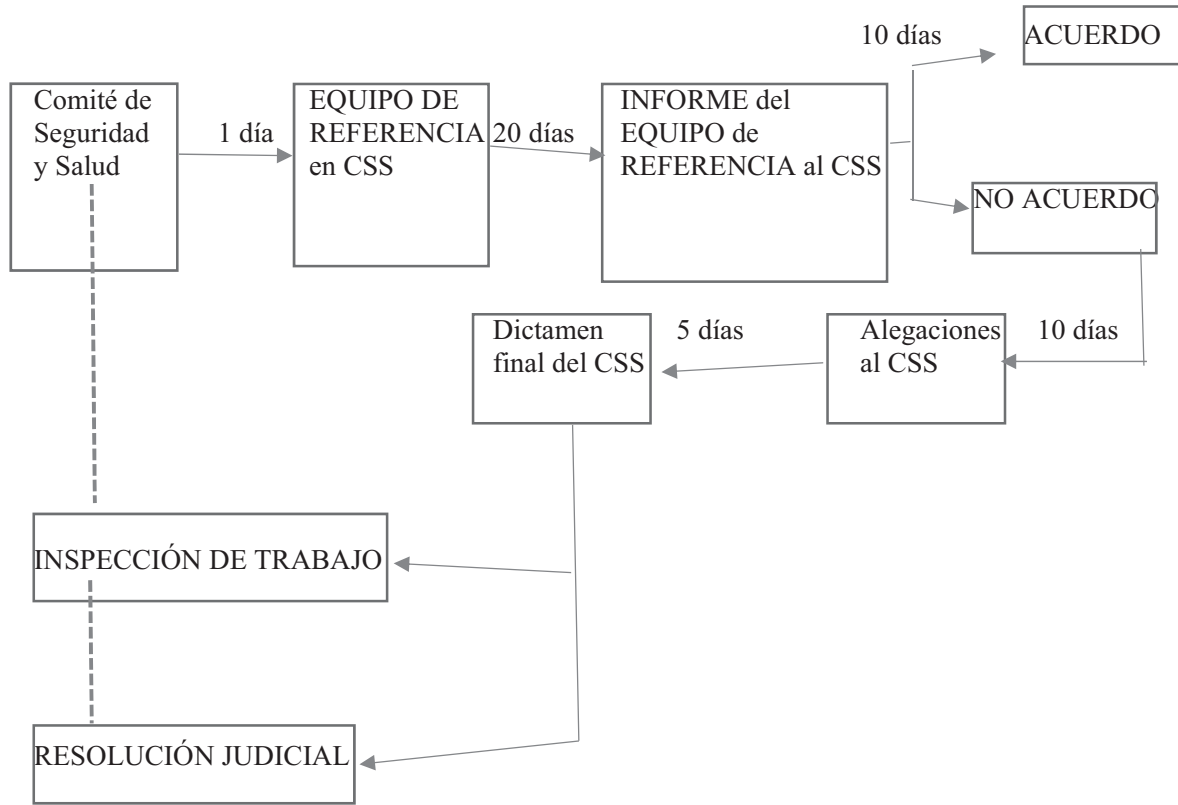 Comité de
Seguridad
y Salud
1 día
EQUIPO DE
REFERENCIA
en CSS
20 días
INFORME del
EQUIPO de
REFERENCIA al CSS
10 días
ACUERDO
NO ACUERDO
10 días
Alegaciones
al CSS
5 días
Dictamen
final del CSS
INSPECCIÓN DE TRABAJO
RESOLUCIÓN JUDICIAL